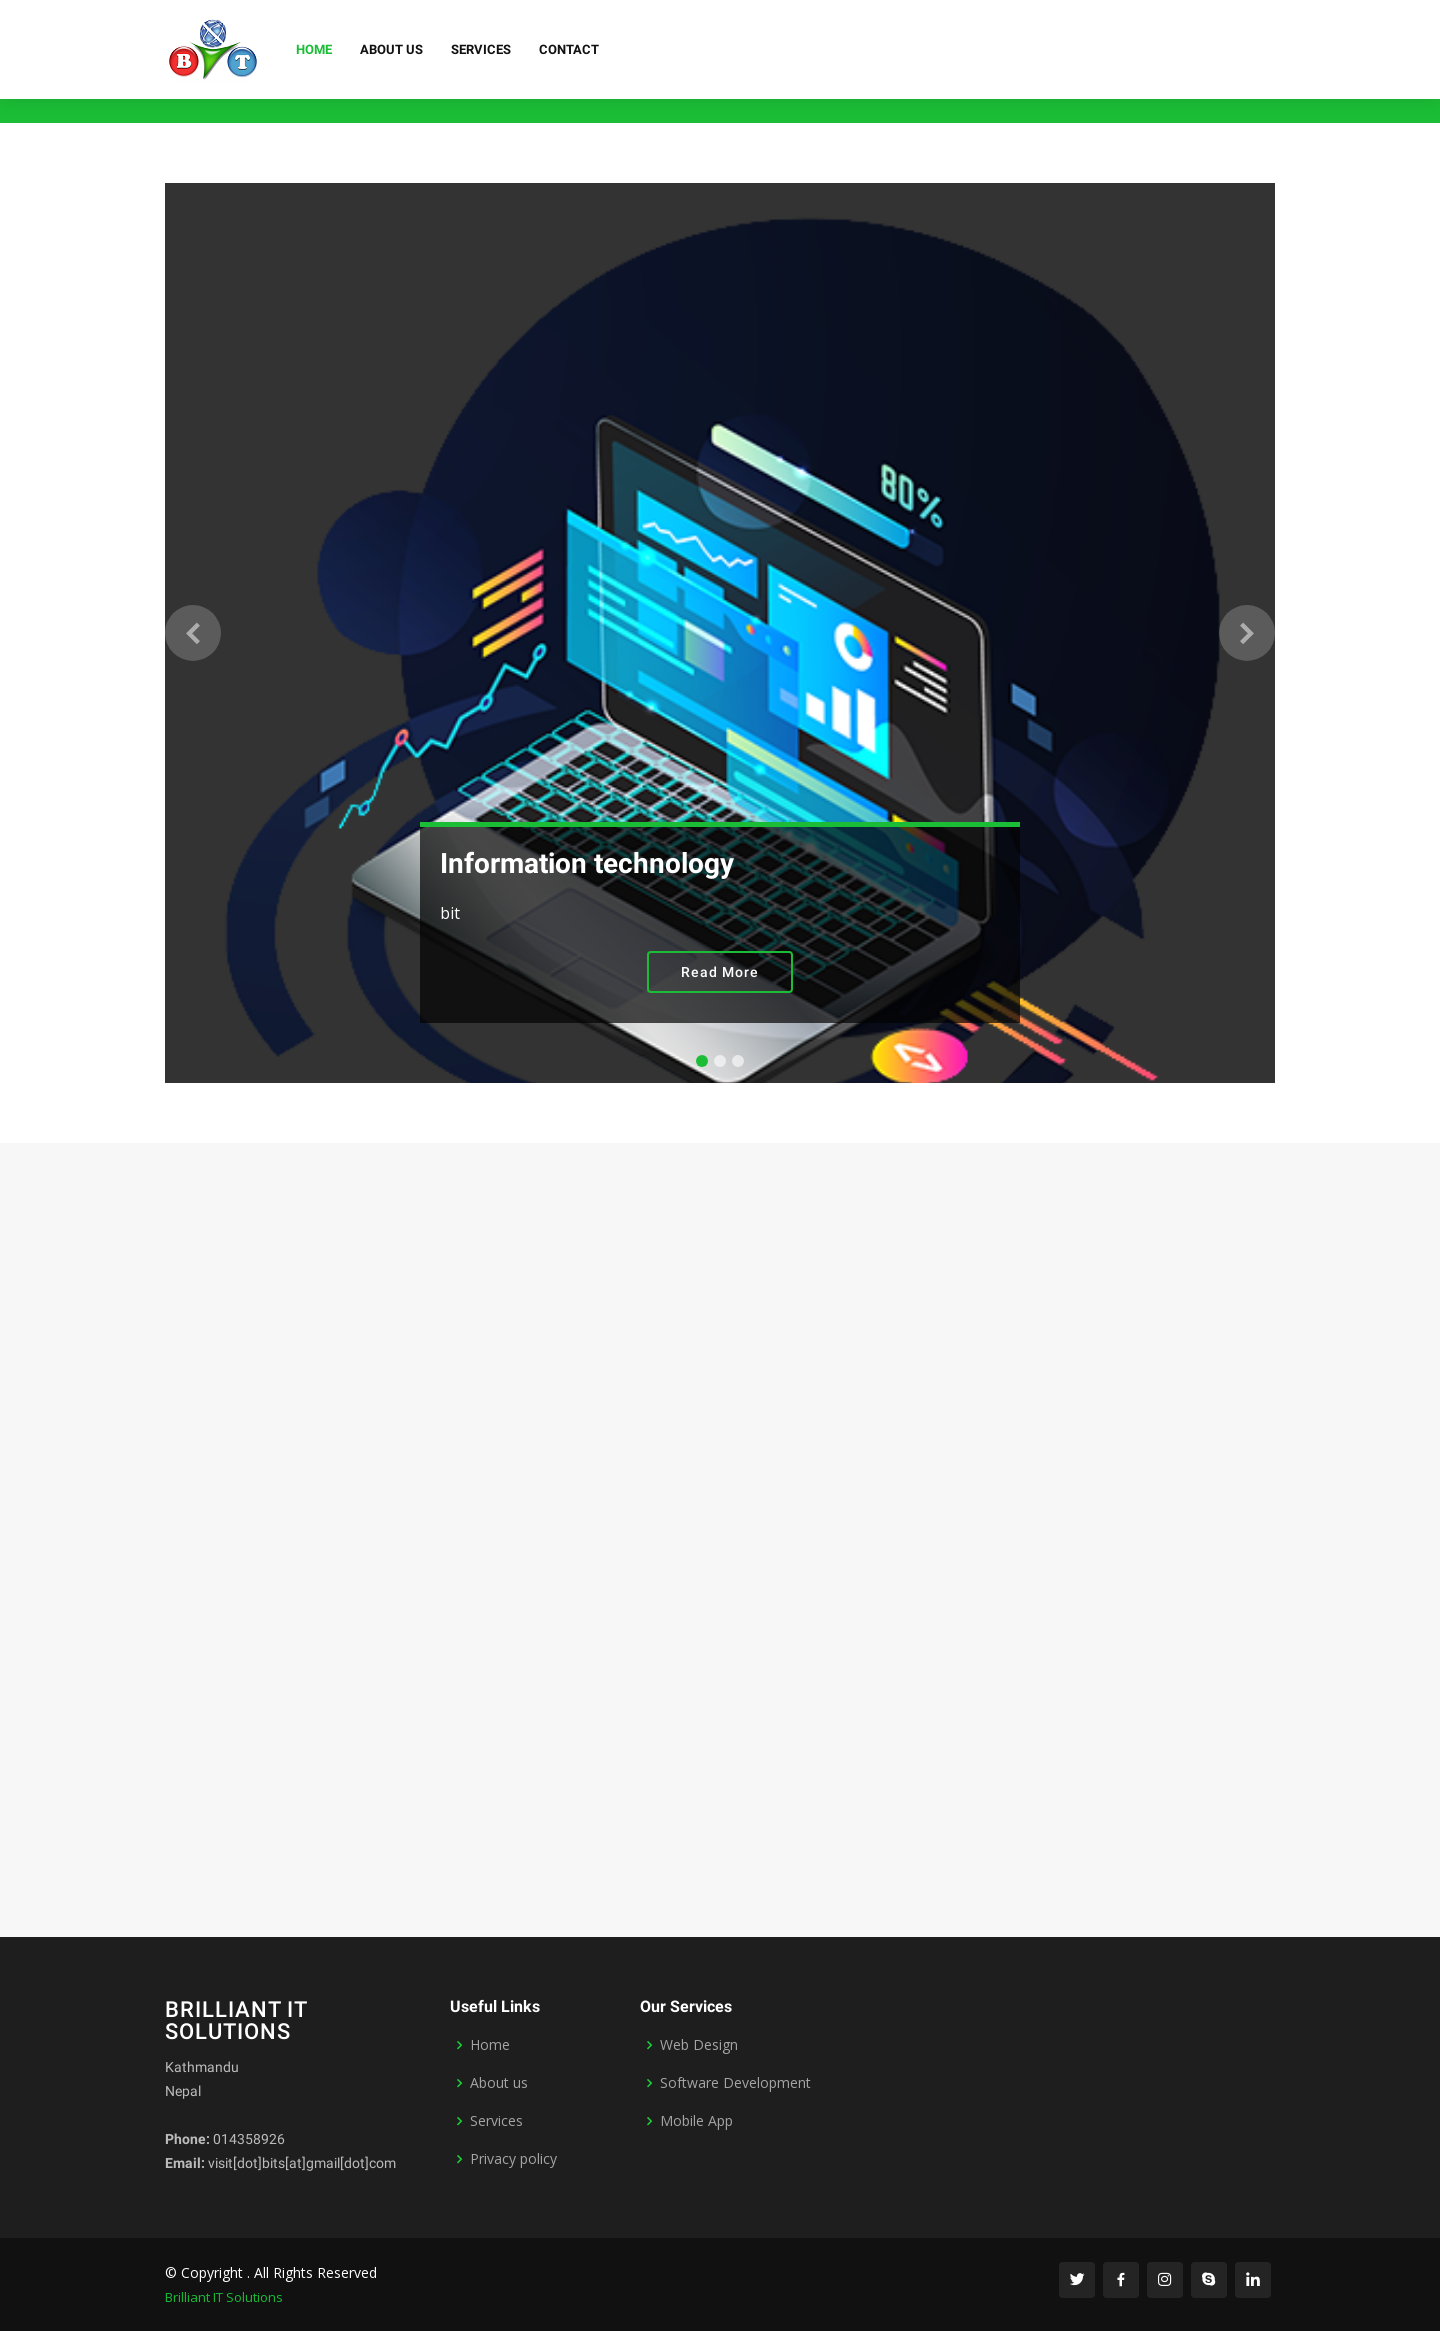 B T
HOME ABOUT US SERVICES CONTACT
80%
Information technology
bit
Read More
BRILLIANT IT
SOLUTIONS
Kathmandu
Nepal
Phone: 014358926
Email: visit[dot]bits[at]gmail[dot]com
Useful Links
Home
About us
Services
Privacy policy
Our Services
Web Design
Software Development
Mobile App
© Copyright . All Rights Reserved
Brilliant IT Solutions